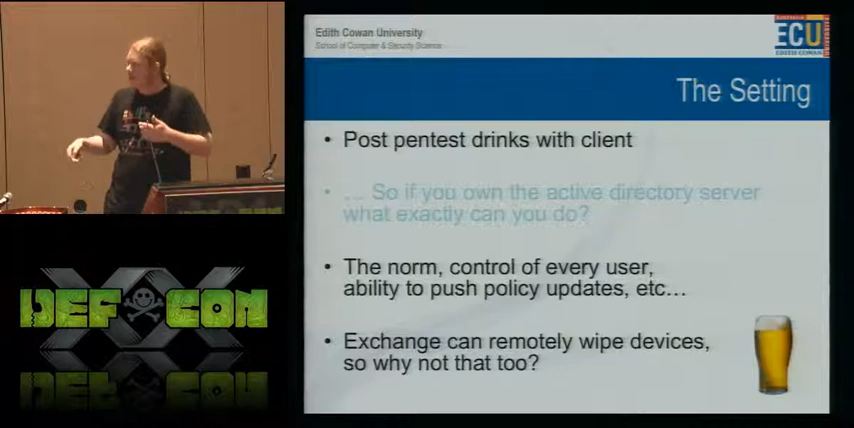 Edith Cowan University
School of Computer & Security Science
ECU
EDITH COWAN
The Setting
• Post pentest drinks with client
• ... So if you own the active directory server
what exactly can you do?
• The norm, control of every user,
ability to push policy updates, etc...
• Exchange can remotely wipe devices,
so why not that too?
DEF CON
XX